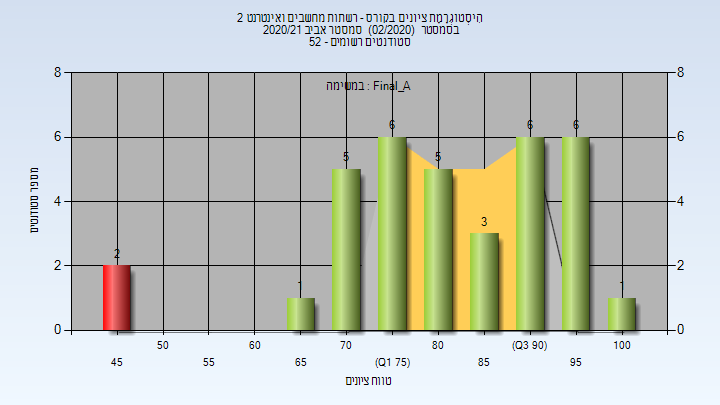 הִיסְטוֹגְרָמַת ציונים בקורס - רשתות מחשבים ואינטרנט 2
בסמסטר (02/2020) סמסטר אביב 2020/21
סטודנטים רשומים - 52
במשימה : Final_A
מספר סטודנטים
8 8
6 6
4 4
2 2
0 0
2 1 5 6 5 3 6 6 1
50 60 70 80 (Q3 90) 100
45 55 65 (Q1 75) 85 95
טווח ציונים